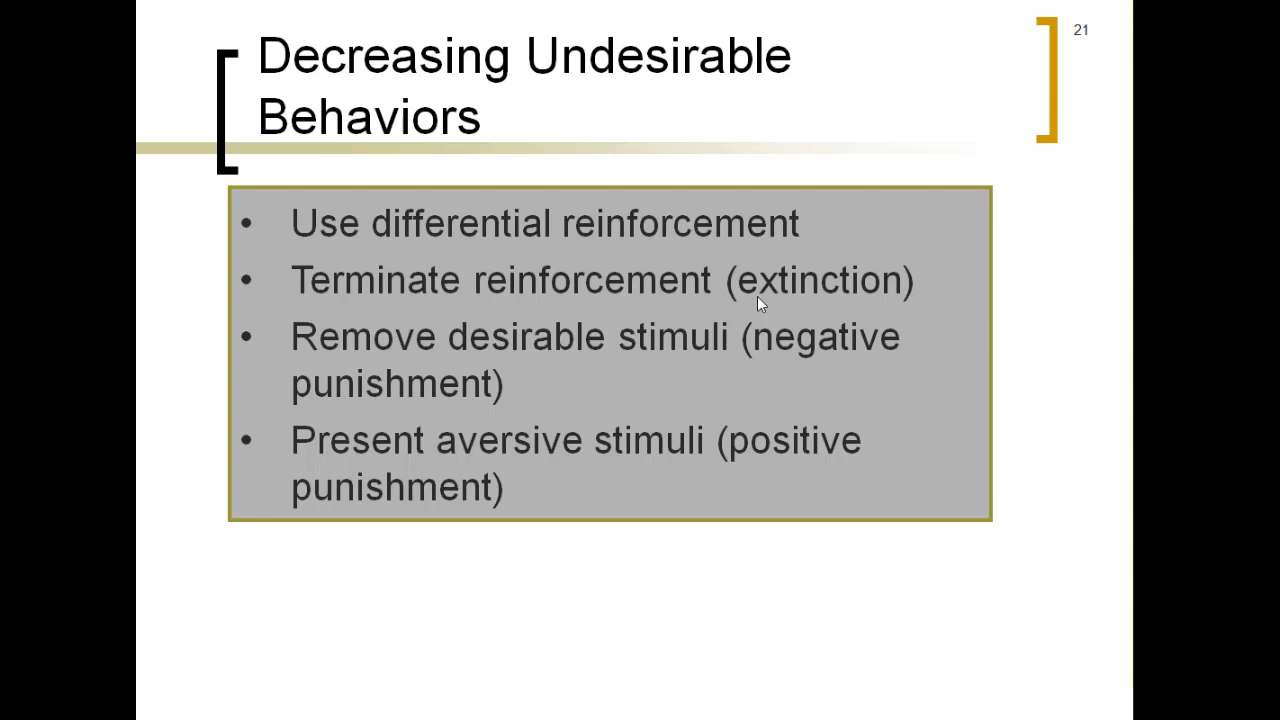 21
Decreasing Undesirable
Behaviors
• Use differential reinforcement
• Terminate reinforcement (extinction)
• Remove desirable stimuli (negative
punishment)
• Present aversive stimuli (positive
punishment)